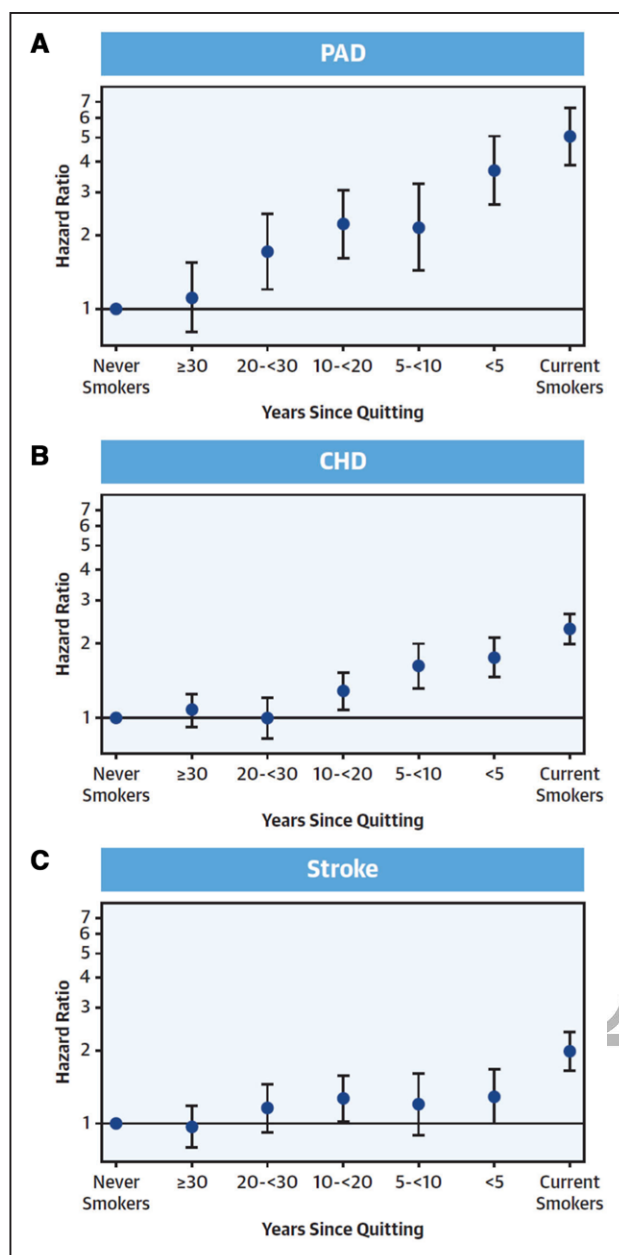 A
PAD
Hazard Ratio
7
6
5
4
3
2
1
Never Smokers
≥30
20-<30
10-<20
5-<10
<5
Current Smokers
Years Since Quitting
B
CHD
Hazard Ratio
7
6
5
4
3
2
1
Never Smokers
≥30
20-<30
10-<20
5-<10
<5
Current Smokers
Years Since Quitting
C
Stroke
Hazard Ratio
7
6
5
4
3
2
1
Never Smokers
≥30
20-<30
10-<20
5-<10
<5
Current Smokers
Years Since Quitting